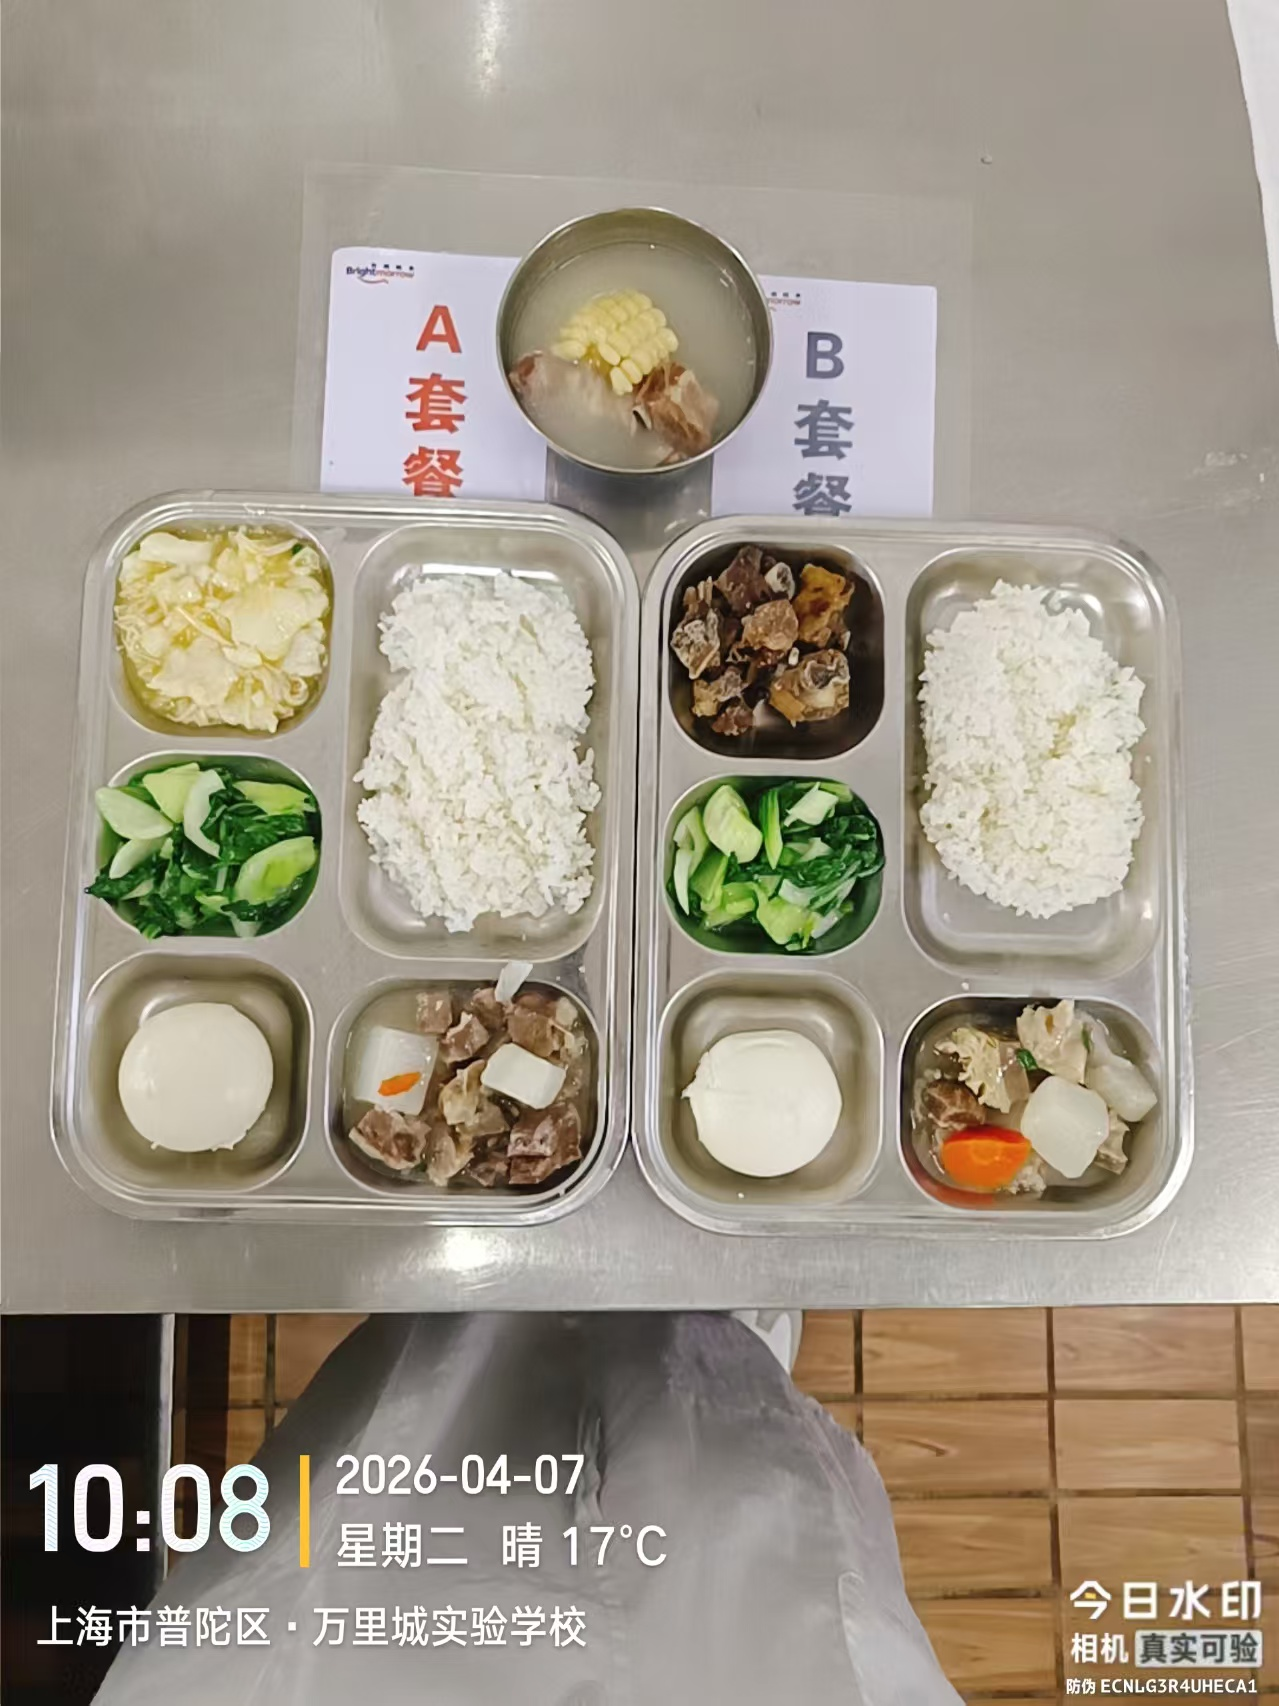 Brightmorrow
A
套
餐
B
套
餐
10:08
2026-04-07
星期二 晴 17°C
上海市普陀区·万里城实验学校
今日水印
相机 真实可验
防伪 ECNLG3R4UHECA1